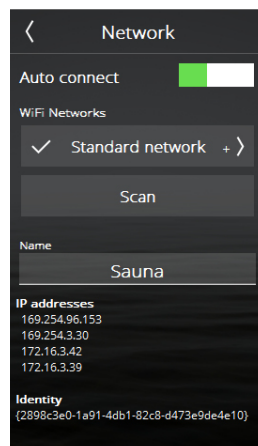 Network
Auto connect
WiFi Networks
Standard network +
Scan
Name
Sauna
IP addresses
169.254.96.153
169.254.3.30
172.16.3.42
172.16.3.39
Identity
{2898c3e0-1a91-4db1-82c8-d473e9de4e10}